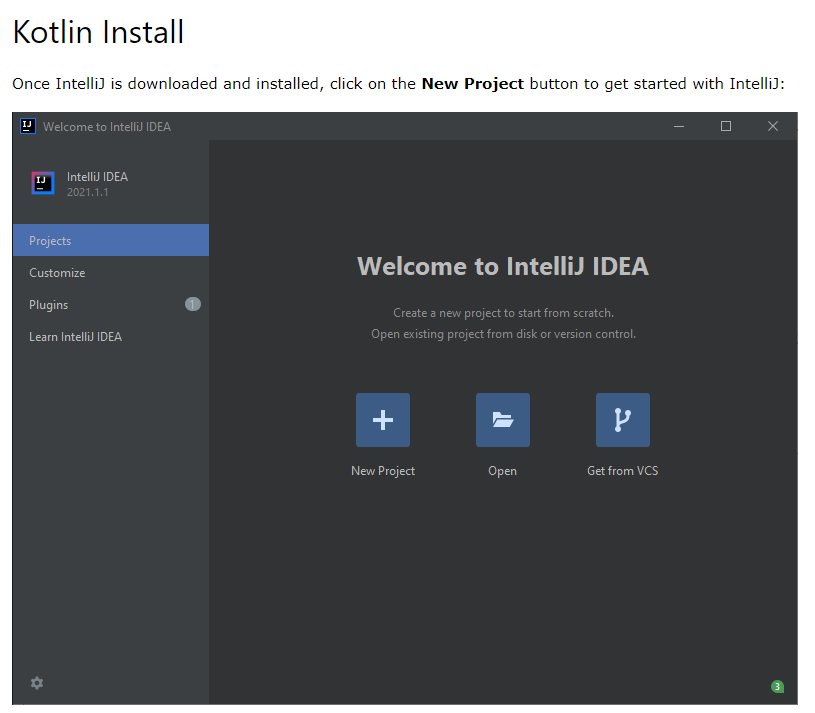 Kotlin Install
Once IntelliJ is downloaded and installed, click on the New Project button to get started with IntelliJ:
IJ Welcome to IntelliJ IDEA
IJ IntelliJ IDEA
2021.1.1
Projects
Customize
Plugins 1
Learn IntelliJ IDEA
Welcome to IntelliJ IDEA
Create a new project to start from scratch.
Open existing project from disk or version control.
New Project Open Get from VCS
3